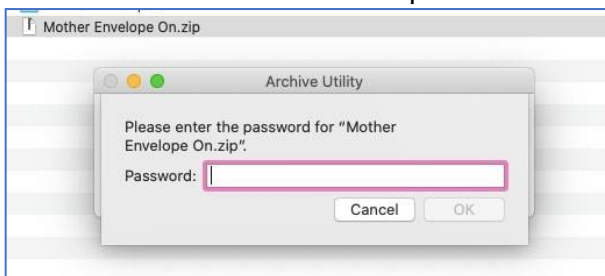 Mother Envelope On.zip
Archive Utility
Please enter the password for “Mother
Envelope On.zip”.
Password:
Cancel OK